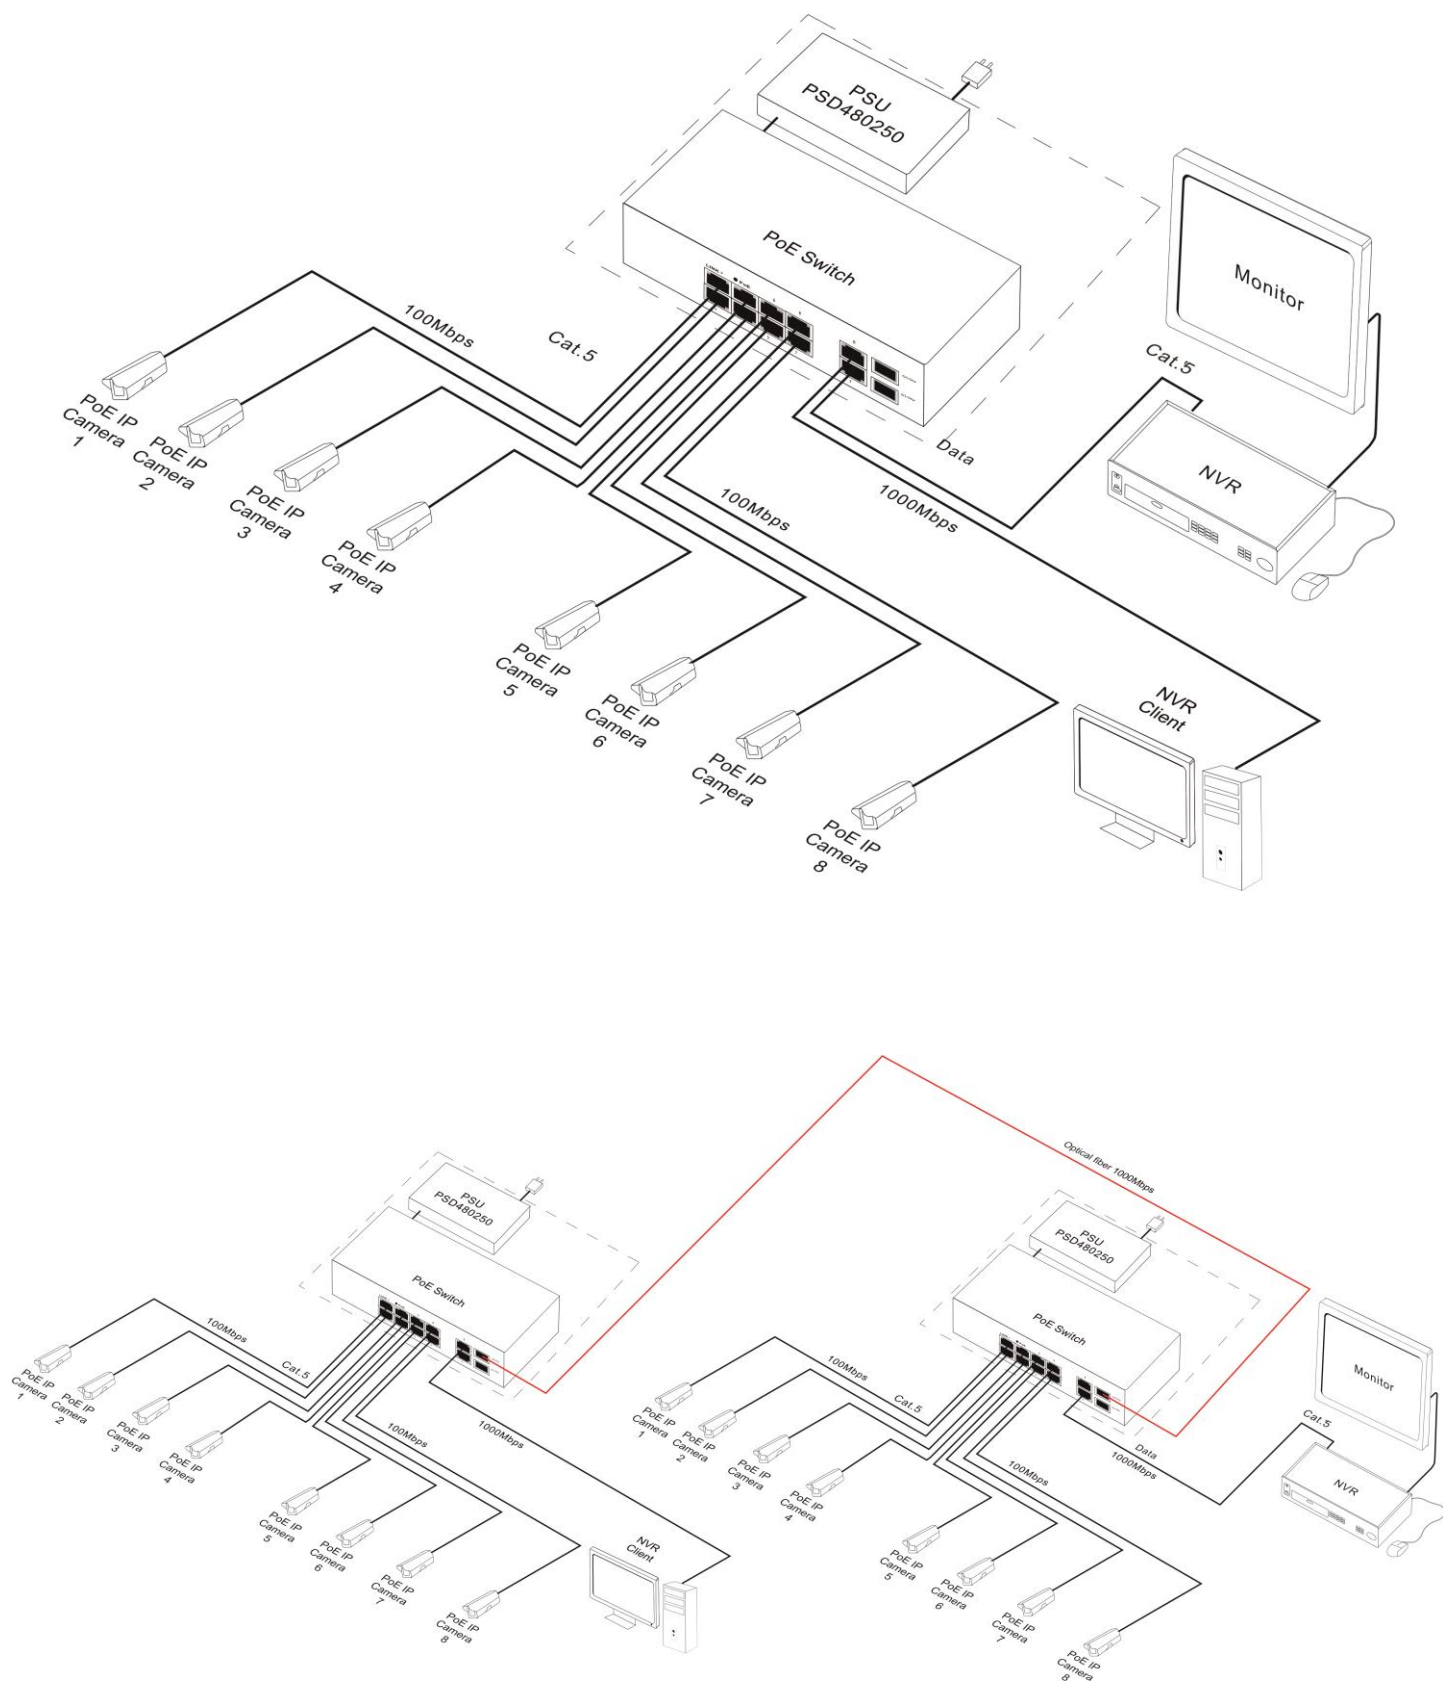 PSU
PSD480250
PoE Switch
Monitor
100Mbps
Cat.5
Cat.5
Data
NVR
100Mbps
1000Mbps
PoE IP
Camera
1
PoE IP
Camera
2
PoE IP
Camera
3
PoE IP
Camera
4
PoE IP
Camera
5
PoE IP
Camera
6
PoE IP
Camera
7
PoE IP
Camera
8
NVR
Client
Optical fiber 1000Mbps
PSU
PSD480250
PoE Switch
100Mbps
Cat.5
100Mbps
1000Mbps
PoE IP
Camera
1
PoE IP
Camera
2
PoE IP
Camera
3
PoE IP
Camera
4
PoE IP
Camera
5
PoE IP
Camera
6
PoE IP
Camera
7
PoE IP
Camera
8
NVR
Client
PSU
PSD480250
PoE Switch
100Mbps
Cat.5
100Mbps
Data
1000Mbps
Cat.5
Monitor
NVR
PoE IP
Camera
1
PoE IP
Camera
2
PoE IP
Camera
3
PoE IP
Camera
4
PoE IP
Camera
5
PoE IP
Camera
6
PoE IP
Camera
7
PoE IP
Camera
8